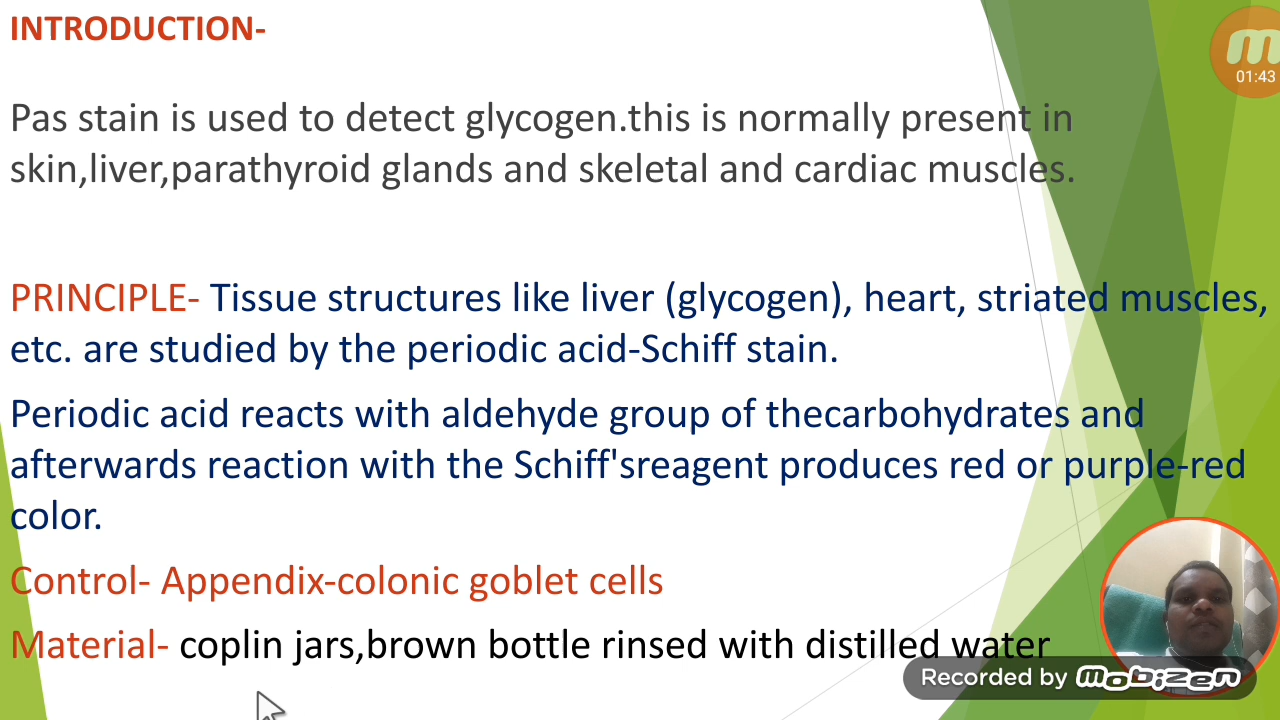 INTRODUCTION-
01:43
Pas stain is used to detect glycogen.this is normally present in
skin,liver,parathyroid glands and skeletal and cardiac muscles.
PRINCIPLE- Tissue structures like liver (glycogen), heart, striated muscles,
etc. are studied by the periodic acid-Schiff stain.
Periodic acid reacts with aldehyde group of thecarbohydrates and
afterwards reaction with the Schiff'sreagent produces red or purple-red
color.
Control- Appendix-colonic goblet cells
Material- coplin jars,brown bottle rinsed with distilled water
Recorded by mobizen